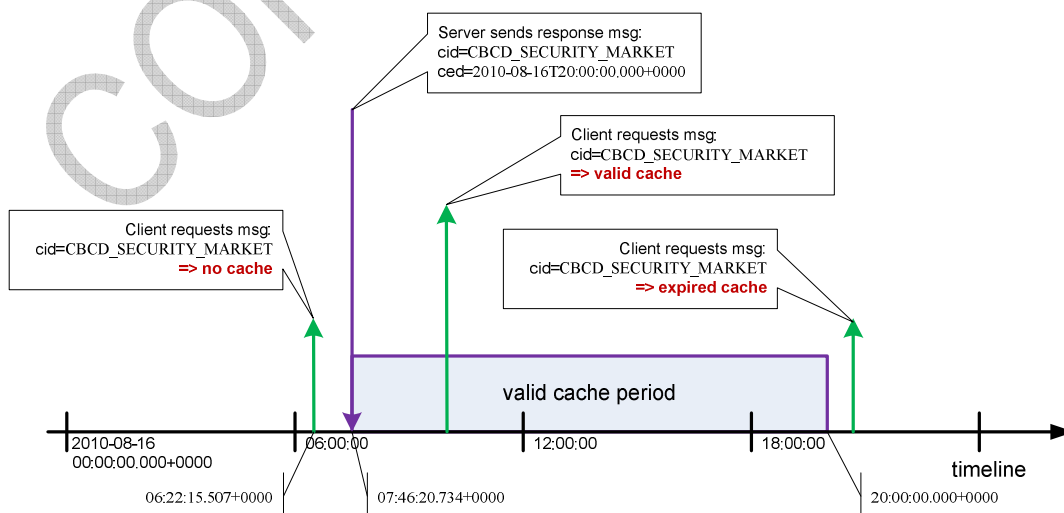 Server sends response msg:
cid=CBCD_SECURITY_MARKET
ced=2010-08-16T20:00:00.000+0000
Client requests msg:
cid=CBCD_SECURITY_MARKET
=> valid cache
Client requests msg:
cid=CBCD_SECURITY_MARKET
=> no cache
Client requests msg:
cid=CBCD_SECURITY_MARKET
=> expired cache
valid cache period
2010-08-16
00:00:00.000+0000
06:00:00
12:00:00
18:00:00
timeline
06:22:15.507+0000
07:46:20.734+0000
20:00:00.000+0000